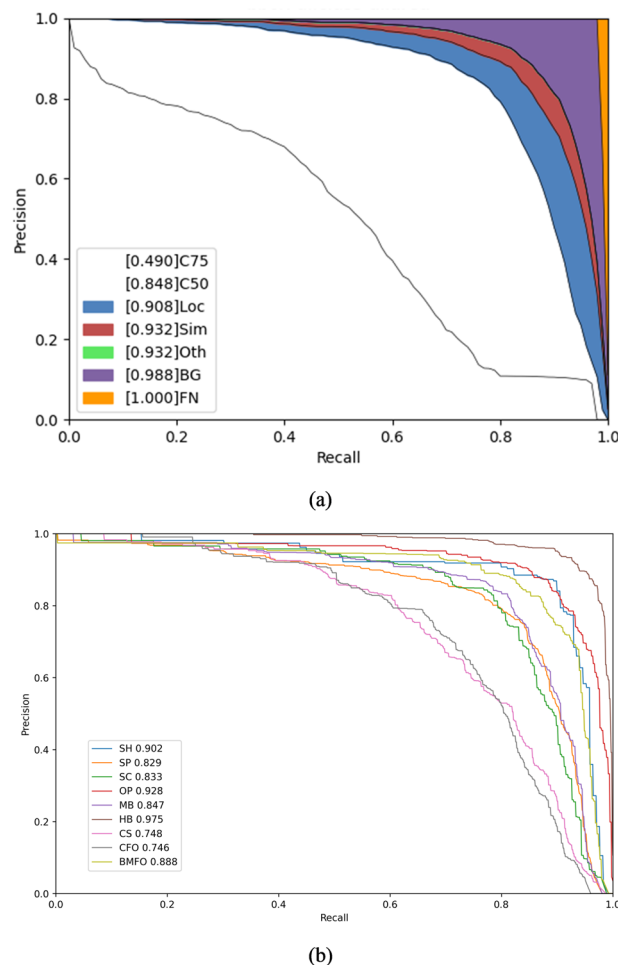 1.0
0.8
0.6
0.4
0.2
0.0
Precision
[0.490]C75
[0.848]C50
[0.908]Loc
[0.932]Sim
[0.932]Oth
[0.988]BG
[1.000]FN
0.0 0.2 0.4 0.6 0.8 1.0
Recall
(a)
1.0
0.8
0.6
0.4
0.2
0.0
Precision
SH 0.902
SP 0.829
SC 0.833
OP 0.928
MB 0.847
HB 0.975
CS 0.748
CFO 0.746
BMFO 0.888
0.0 0.2 0.4 0.6 0.8 1.0
Recall
(b)